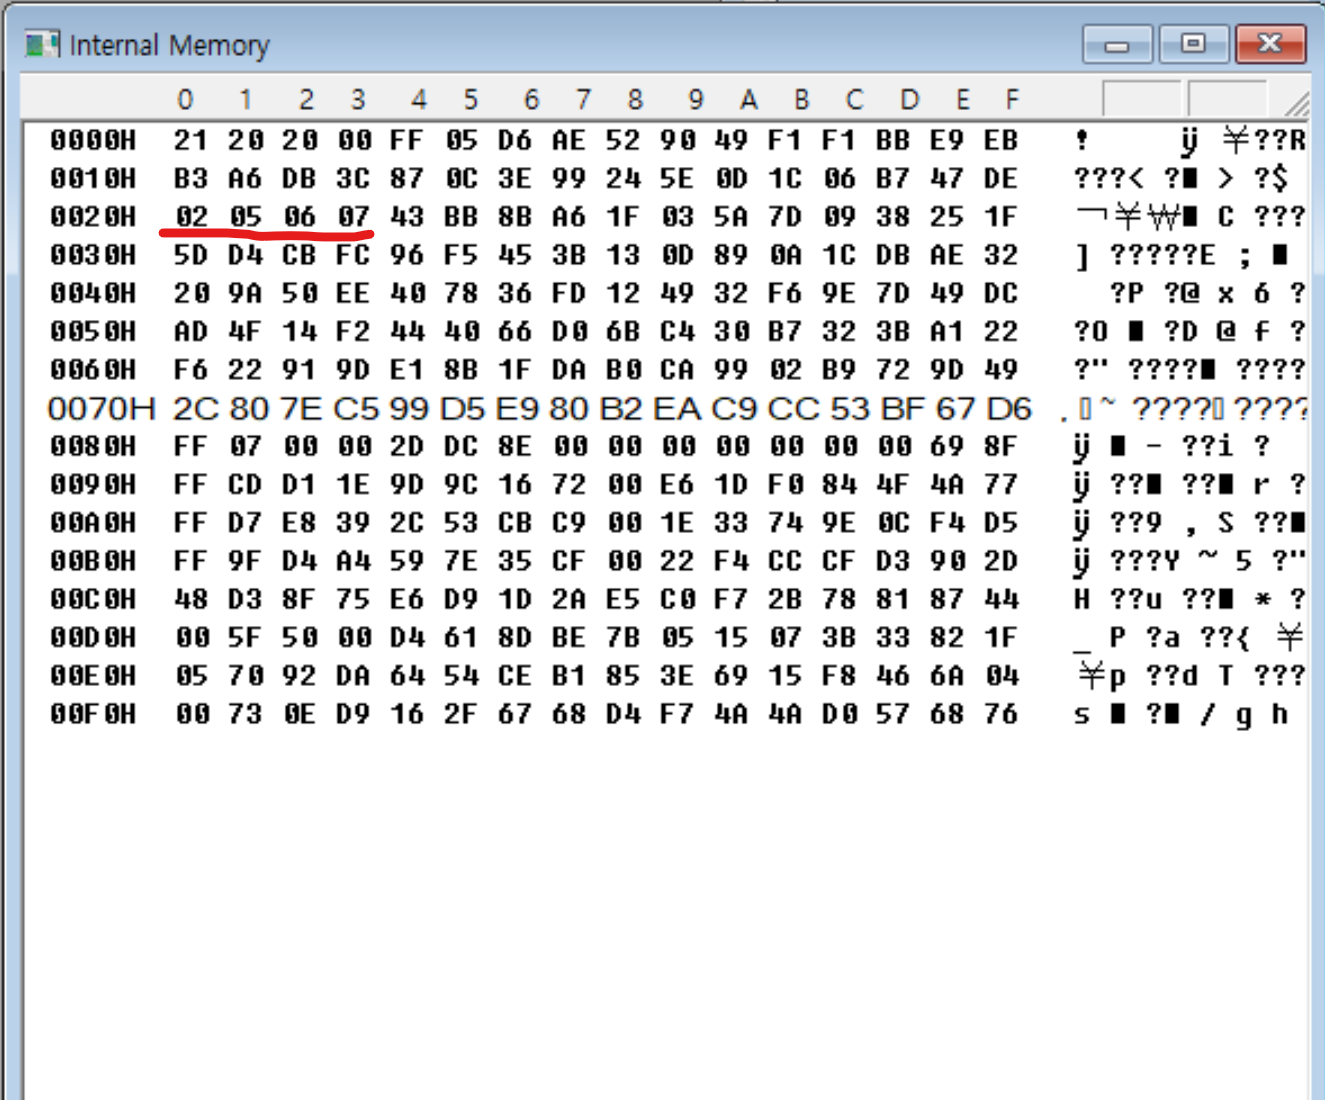 Internal Memory
0 1 2 3 4 5 6 7 8 9 A B C D E F
0000H 21 20 20 00 FF 05 D6 AE 52 90 49 F1 F1 BB E9 EB ! ÿ ¥??R
0010H B3 A6 DB 3C 87 0C 3E 99 24 5E 0D 1C 06 B7 47 DE ???< ?■ > ?$
0020H 02 05 06 07 43 BB 8B A6 1F 03 5A 7D 09 38 25 1F ¬¥₩■ C ???
0030H 5D D4 CB FC 96 F5 45 3B 13 0D 89 0A 1C DB AE 32 ] ?????E ; ■
0040H 20 9A 50 EE 40 78 36 FD 12 49 32 F6 9E 7D 49 DC ?P ?@ x 6 ?
0050H AD 4F 14 F2 44 40 66 D0 6B C4 30 B7 32 3B A1 22 ?O ■ ?D @ f ?
0060H F6 22 91 9D E1 8B 1F DA B0 CA 99 02 B9 72 9D 49 ?" ????■ ????
0070H 2C 80 7E C5 99 D5 E9 80 B2 EA C9 CC 53 BF 67 D6 , ▯~ ????▯ ????
0080H FF 07 00 00 2D DC 8E 00 00 00 00 00 00 00 69 8F ÿ ■ - ??i ?
0090H FF CD D1 1E 9D 9C 16 72 00 E6 1D F0 84 4F 4A 77 ÿ ??■ ??■ r ?
00A0H FF D7 E8 39 2C 53 CB C9 00 1E 33 74 9E 0C F4 D5 ÿ ??9 , S ??■
00B0H FF 9F D4 A4 59 7E 35 CF 00 22 F4 CC CF D3 90 2D ÿ ???Y ~ 5 ?"
00C0H 48 D3 8F 75 E6 D9 1D 2A E5 C0 F7 2B 78 81 87 44 H ??u ??■ * ?
00D0H 00 5F 50 00 D4 61 8D BE 7B 05 15 07 3B 33 82 1F _ P ?a ??{ ¥
00E0H 05 70 92 DA 64 54 CE B1 85 3E 69 15 F8 46 6A 04 ¥p ??d T ???
00F0H 00 73 0E D9 16 2F 67 68 D4 F7 4A 4A D0 57 68 76 s ■ ?■ / g h